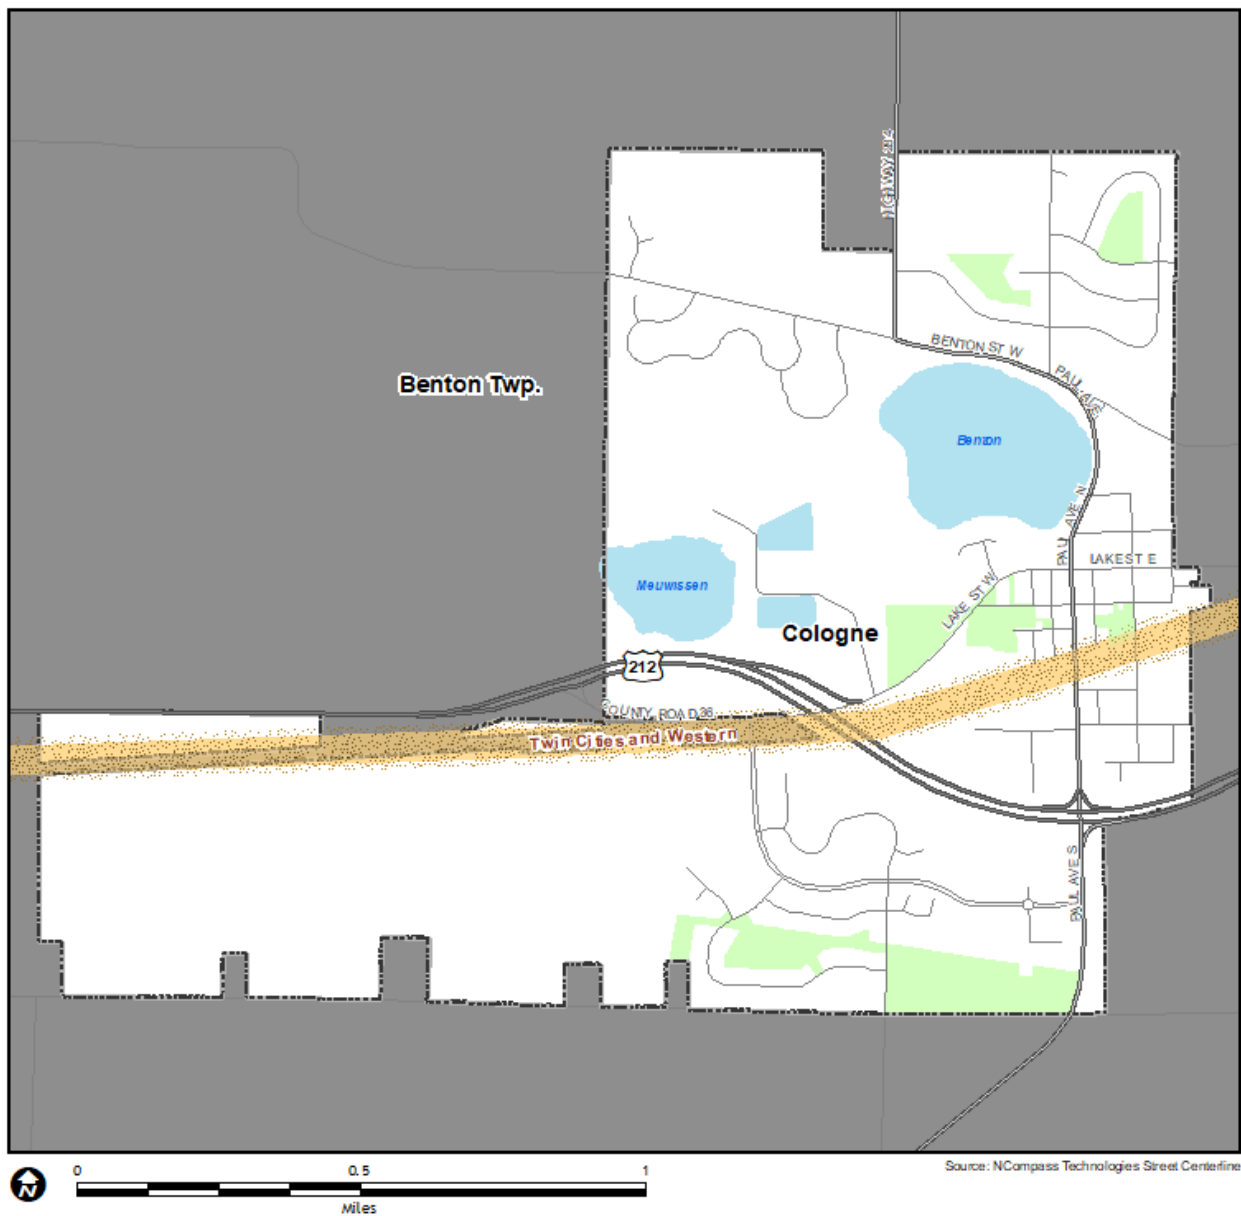 HIGHWAY 284
BENTON ST W
PAUL AVE
Benton Twp.
Benton
PAUL AVE N
LAKE ST E
Meuwissen
LAKE ST W
Cologne
212
COUNTY ROAD 36
Twin Cities and Western
PAUL AVE S
N
0 0.5 1
Miles
Source: NCompass Technologies Street Centerline